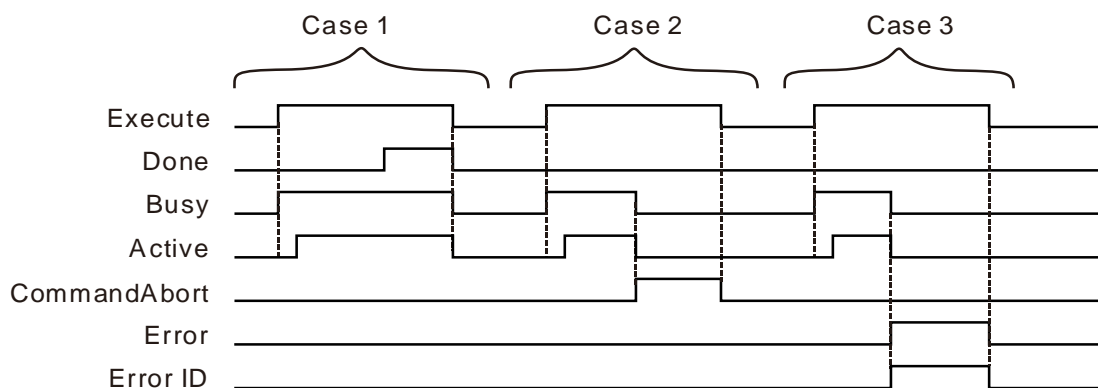 Case 1
Case 2
Case 3
Execute
Done
Busy
Active
CommandAbort
Error
Error ID